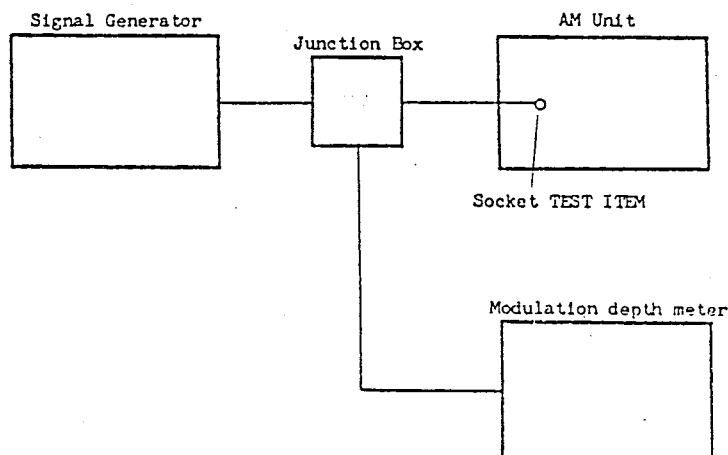 Signal Generator
Junction Box
AM Unit
Socket TEST ITEM
Modulation depth meter